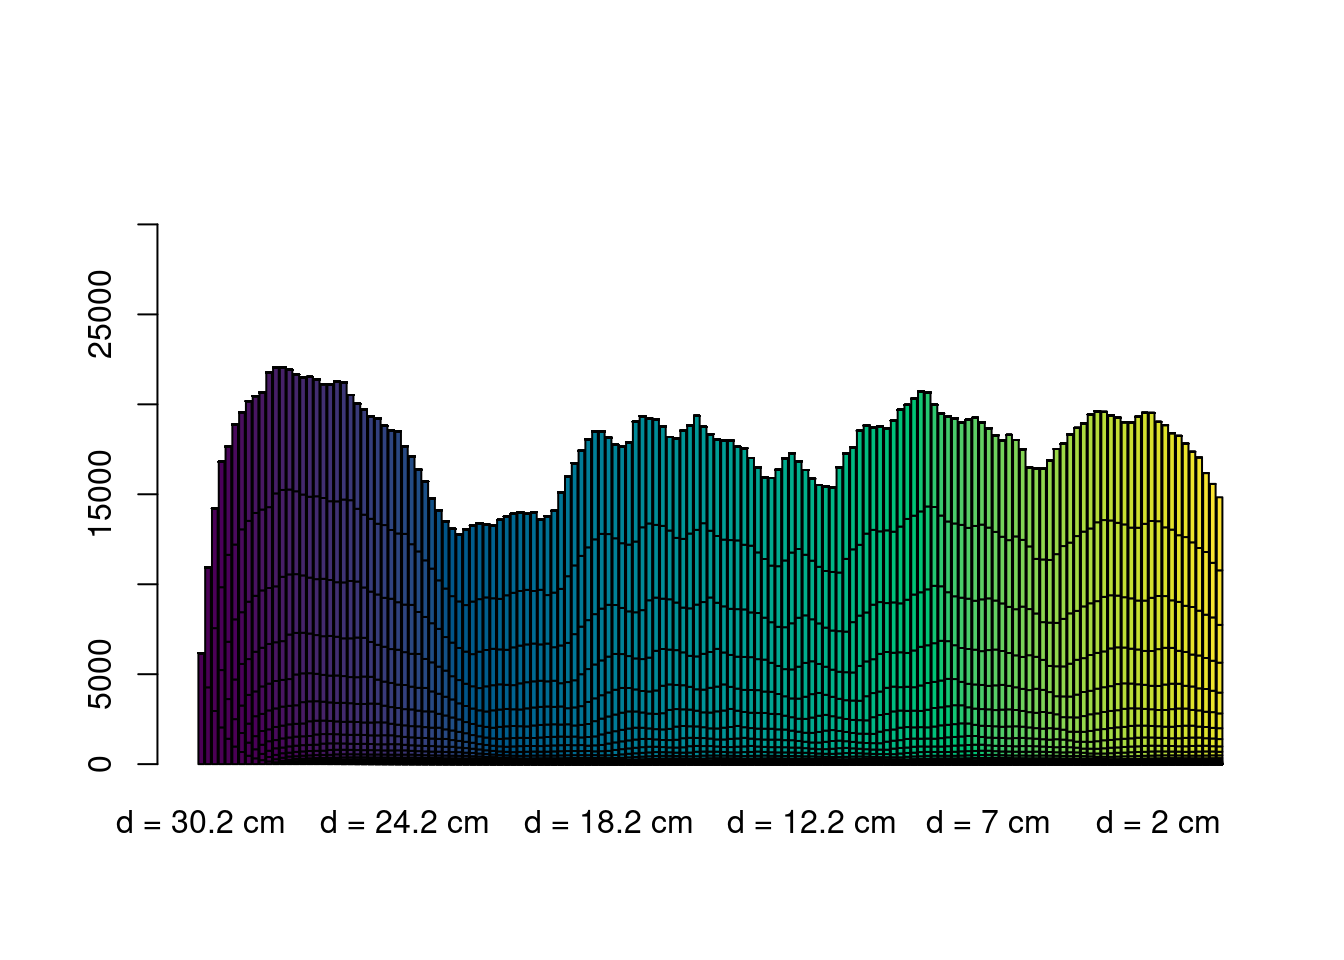 25000
15000
5000
0
d = 30.2 cm d = 24.2 cm d = 18.2 cm d = 12.2 cm d = 7 cm d = 2 cm